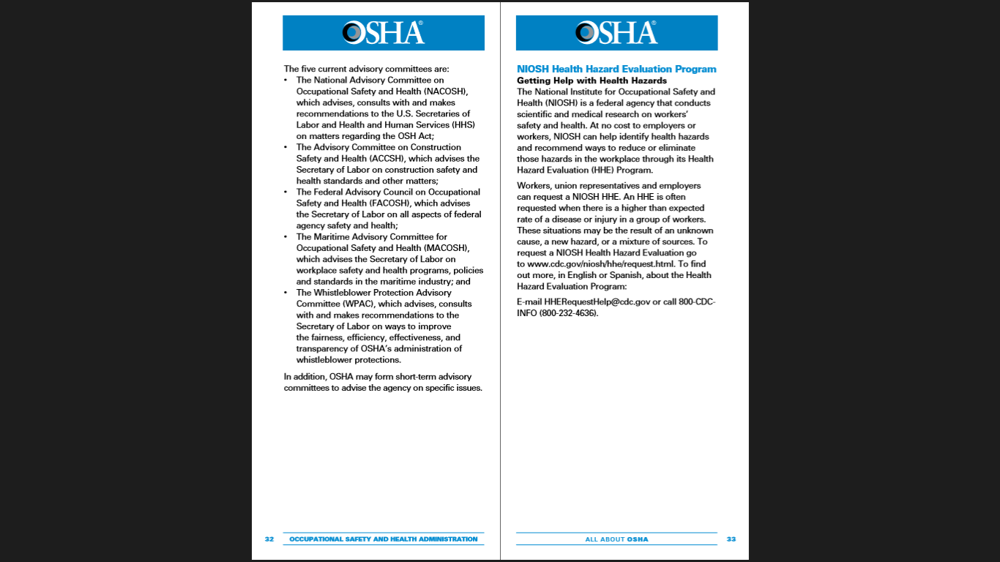 OSHA®
The five current advisory committees are:
• The National Advisory Committee on
Occupational Safety and Health (NACOSH),
which advises, consults with and makes
recommendations to the U.S. Secretaries of
Labor and Health and Human Services (HHS)
on matters regarding the OSH Act;
• The Advisory Committee on Construction
Safety and Health (ACCSH), which advises the
Secretary of Labor on construction safety and
health standards and other matters;
• The Federal Advisory Council on Occupational
Safety and Health (FACOSH), which advises
the Secretary of Labor on all aspects of federal
agency safety and health;
• The Maritime Advisory Committee for
Occupational Safety and Health (MACOSH),
which advises the Secretary of Labor on
workplace safety and health programs, policies
and standards in the maritime industry; and
• The Whistleblower Protection Advisory
Committee (WPAC), which advises, consults
with and makes recommendations to the
Secretary of Labor on ways to improve
the fairness, efficiency, effectiveness, and
transparency of OSHA's administration of
whistleblower protections.
In addition, OSHA may form short-term advisory
committees to advise the agency on specific issues.
32 OCCUPATIONAL SAFETY AND HEALTH ADMINISTRATION
OSHA®
NIOSH Health Hazard Evaluation Program
Getting Help with Health Hazards
The National Institute for Occupational Safety and
Health (NIOSH) is a federal agency that conducts
scientific and medical research on workers'
safety and health. At no cost to employers or
workers, NIOSH can help identify health hazards
and recommend ways to reduce or eliminate
those hazards in the workplace through its Health
Hazard Evaluation (HHE) Program.
Workers, union representatives and employers
can request a NIOSH HHE. An HHE is often
requested when there is a higher than expected
rate of a disease or injury in a group of workers.
These situations may be the result of an unknown
cause, a new hazard, or a mixture of sources. To
request a NIOSH Health Hazard Evaluation go
to www.cdc.gov/niosh/hhe/request.html. To find
out more, in English or Spanish, about the Health
Hazard Evaluation Program:
E-mail HHERequestHelp@cdc.gov or call 800-CDC-
INFO (800-232-4636).
ALL ABOUT OSHA 33